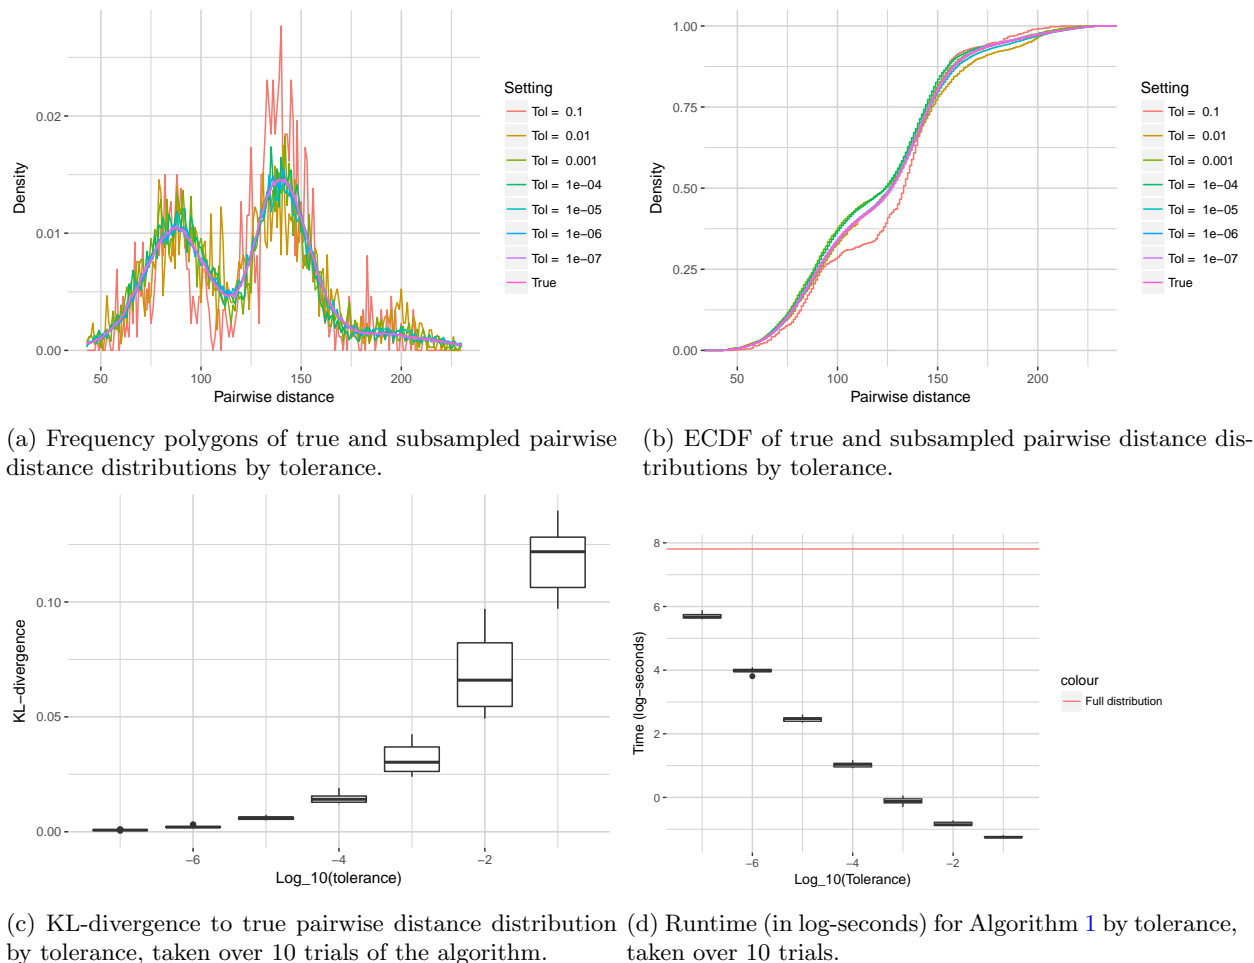 0.02
0.01
0.00
Density
50
100
150
200
Pairwise distance
Setting
Tol = 0.1
Tol = 0.01
Tol = 0.001
Tol = 1e−04
Tol = 1e−05
Tol = 1e−06
Tol = 1e−07
True
1.00
0.75
0.50
0.25
0.00
Density
50
100
150
200
Pairwise distance
Setting
Tol = 0.1
Tol = 0.01
Tol = 0.001
Tol = 1e−04
Tol = 1e−05
Tol = 1e−06
Tol = 1e−07
True
(a) Frequency polygons of true and subsampled pairwise
distance distributions by tolerance.
(b) ECDF of true and subsampled pairwise distance dis-
tributions by tolerance.
0.10
0.05
0.00
KL−divergence
−6
−4
−2
Log_10(tolerance)
8
6
4
2
0
Time (log−seconds)
−6
−4
−2
Log_10(Tolerance)
colour
Full distribution
(c) KL-divergence to true pairwise distance distribution
by tolerance, taken over 10 trials of the algorithm.
(d) Runtime (in log-seconds) for Algorithm 1 by tolerance,
taken over 10 trials.